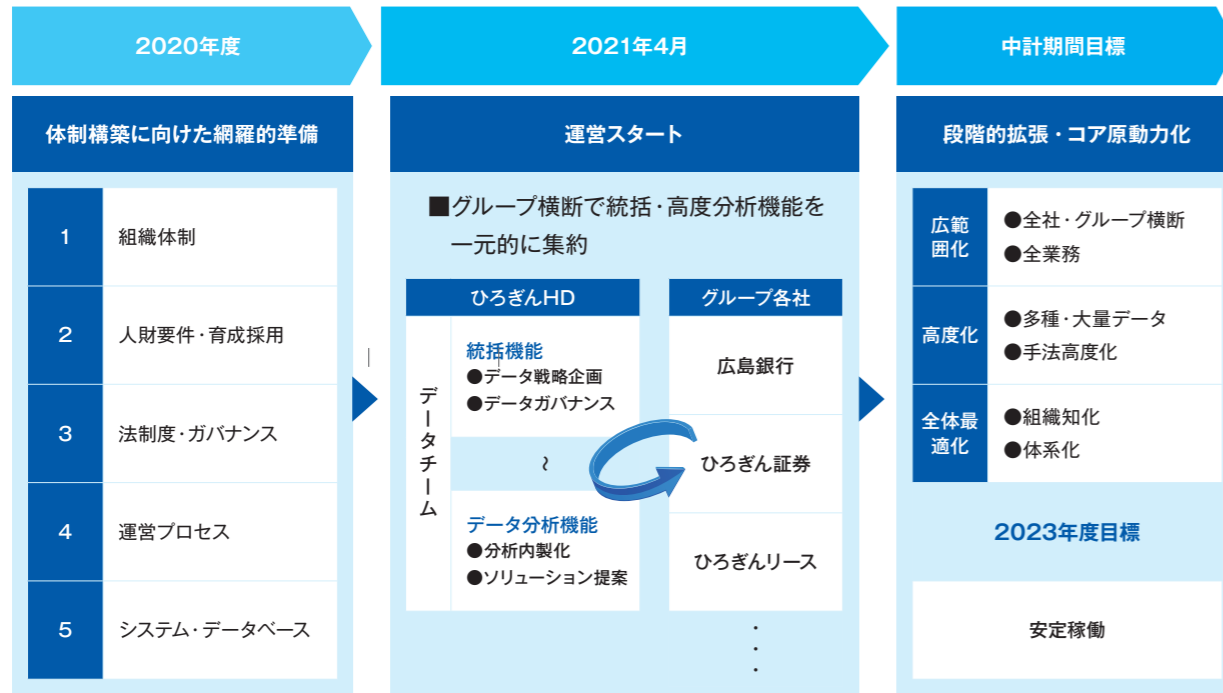 2020年度
体制構築に向けた網羅的準備
1
組織体制
2
人財要件・育成採用
3
法制度・ガバナンス
4
運営プロセス
5
システム・データベース
2021年4月
運営スタート
■グループ横断で統括・高度分析機能を
一元的に集約
ひろぎんHD
データチーム
統括機能
●データ戦略企画
●データガバナンス
~
データ分析機能
●分析内製化
●ソリューション提案
グループ各社
広島銀行
ひろぎん証券
ひろぎんリース
・
・
・
中計期間目標
段階的拡張・コア原動力化
広範
囲化
●全社・グループ横断
●全業務
高度化
●多種・大量データ
●手法高度化
全体最
適化
●組織知化
●体系化
2023年度目標
安定稼働